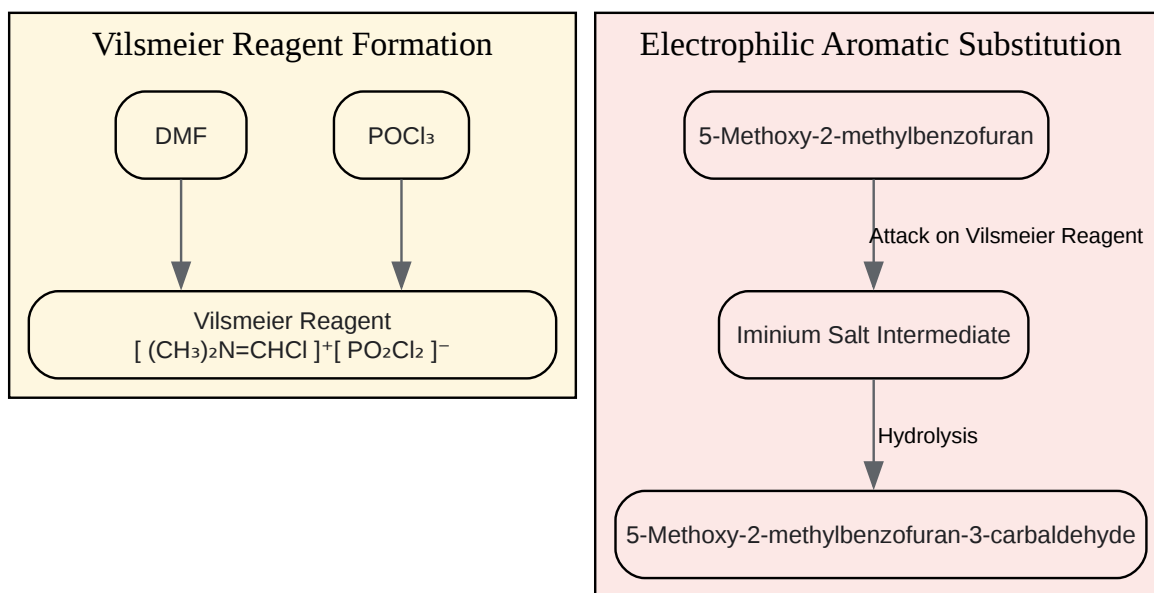 Vilsmeier Reagent Formation
DMF
POCl₃
Vilsmeier Reagent
[ (CH₃)₂N=CHCl ]⁺[ PO₂Cl₂ ]⁻
Electrophilic Aromatic Substitution
5-Methoxy-2-methylbenzofuran
Attack on Vilsmeier Reagent
Iminium Salt Intermediate
Hydrolysis
5-Methoxy-2-methylbenzofuran-3-carbaldehyde